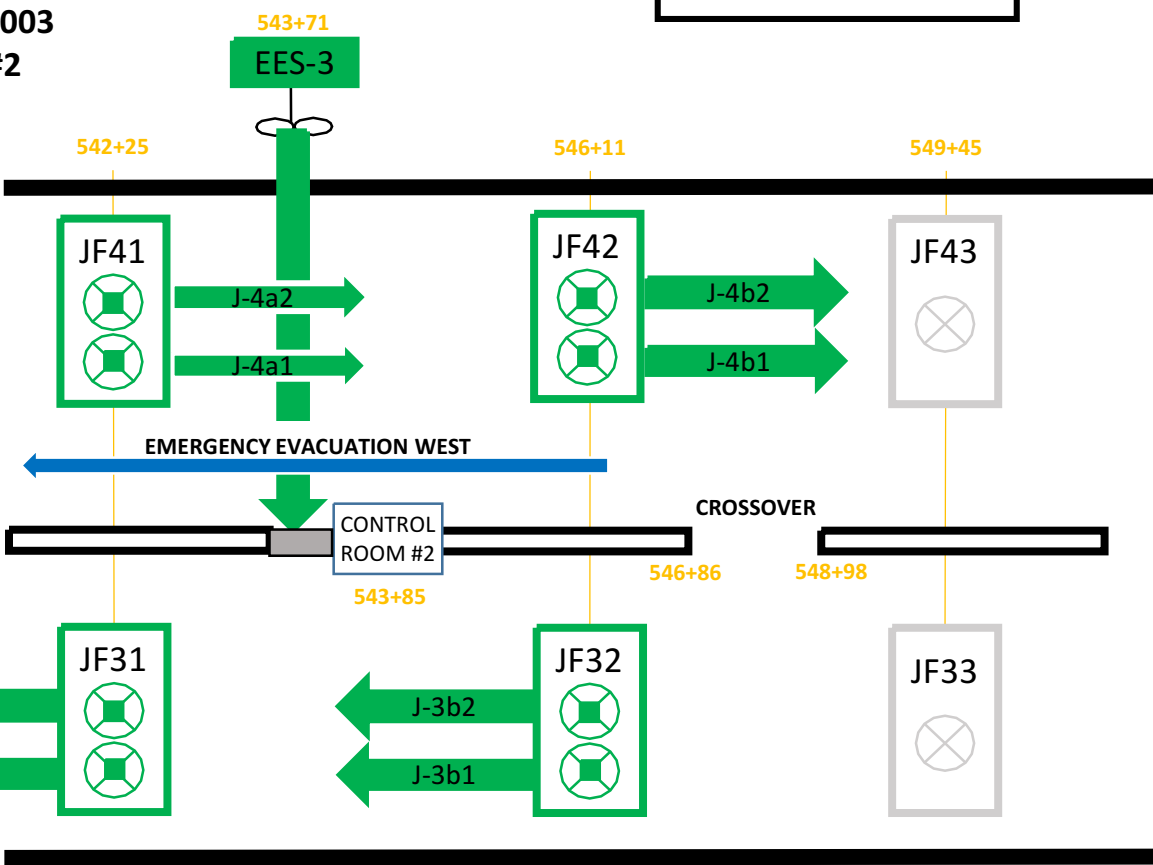 003
#2
543+71
EES-3
542+25
546+11
549+45
JF41
JF42
JF43
J-4a2
J-4b2
J-4a1
J-4b1
EMERGENCY EVACUATION WEST
CROSSOVER
CONTROL
ROOM #2
546+86
548+98
543+85
JF31
JF32
JF33
J-3b2
J-3b1